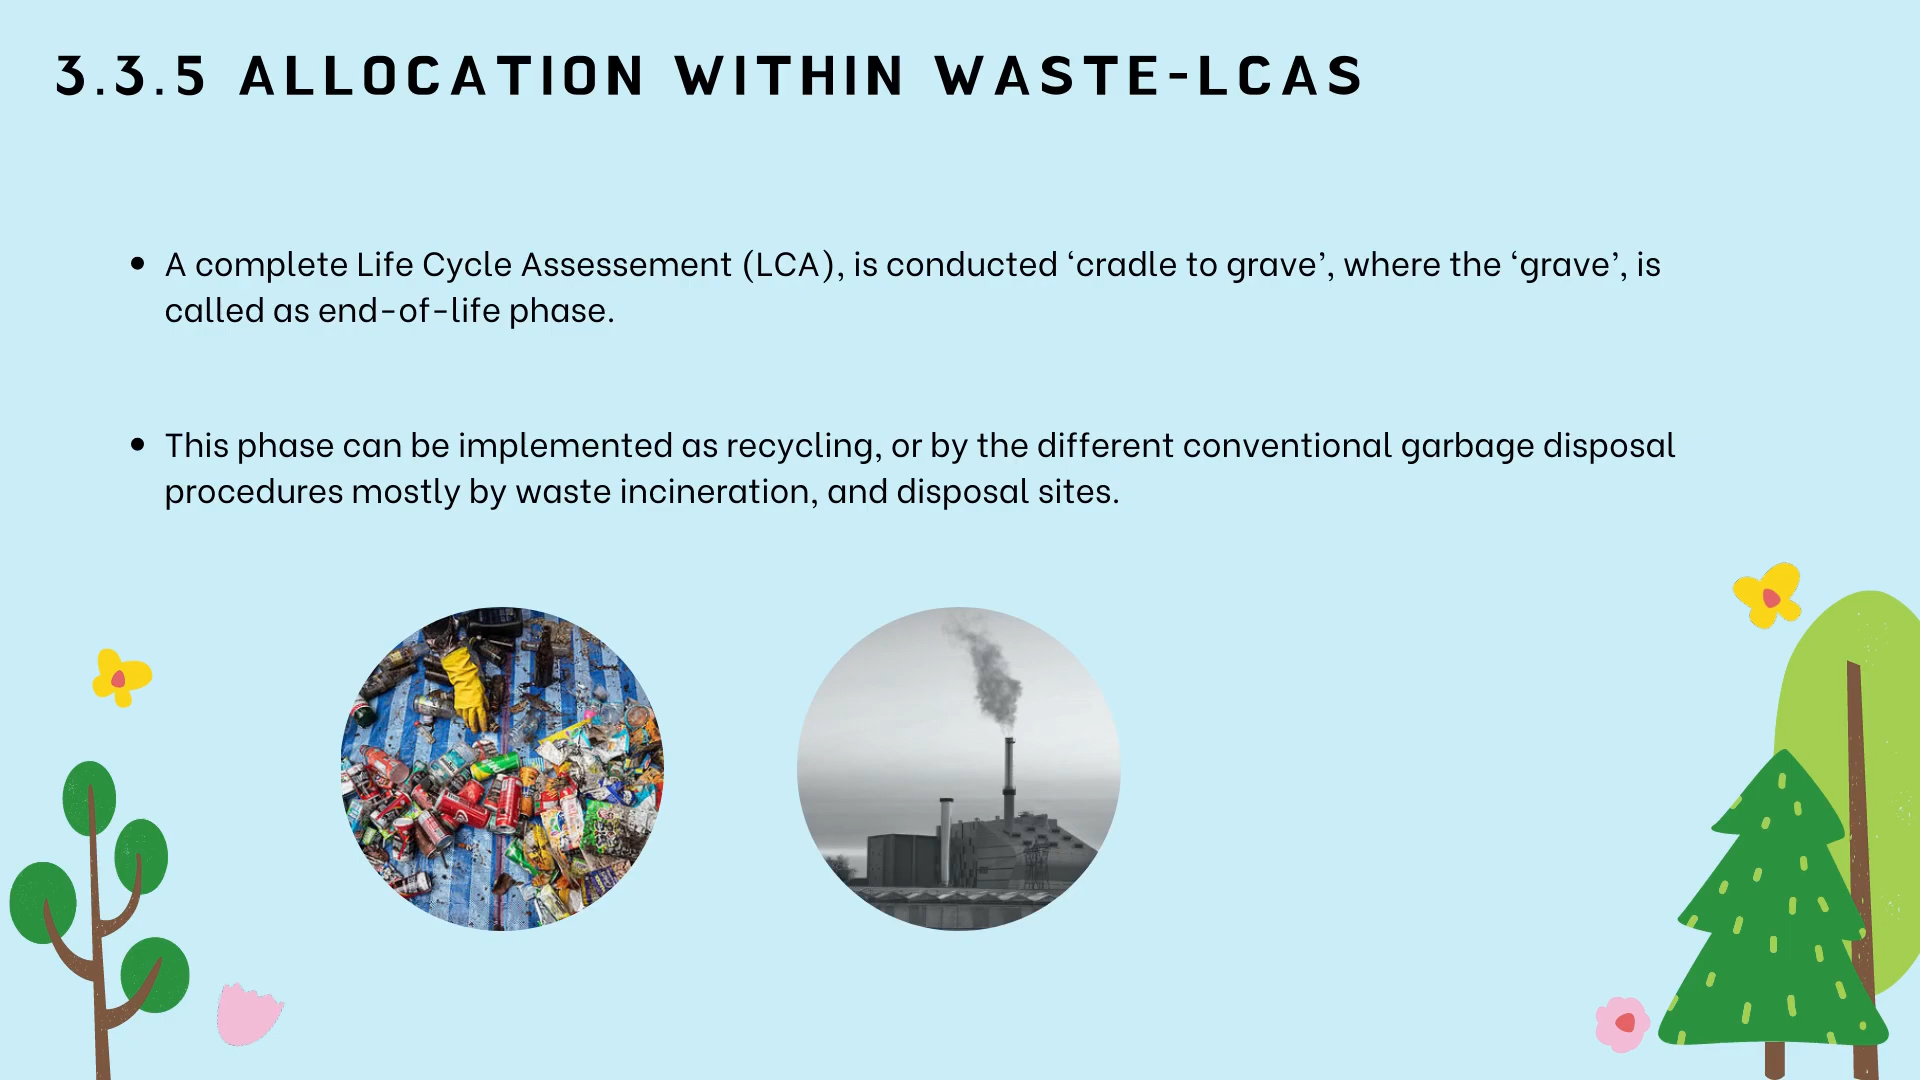 3.3.5 ALLOCATION WITHIN WASTE-LCAS
• A complete Life Cycle Assessement (LCA), is conducted ‘cradle to grave’, where the ‘grave’, is
called as end-of-life phase.
• This phase can be implemented as recycling, or by the different conventional garbage disposal
procedures mostly by waste incineration, and disposal sites.